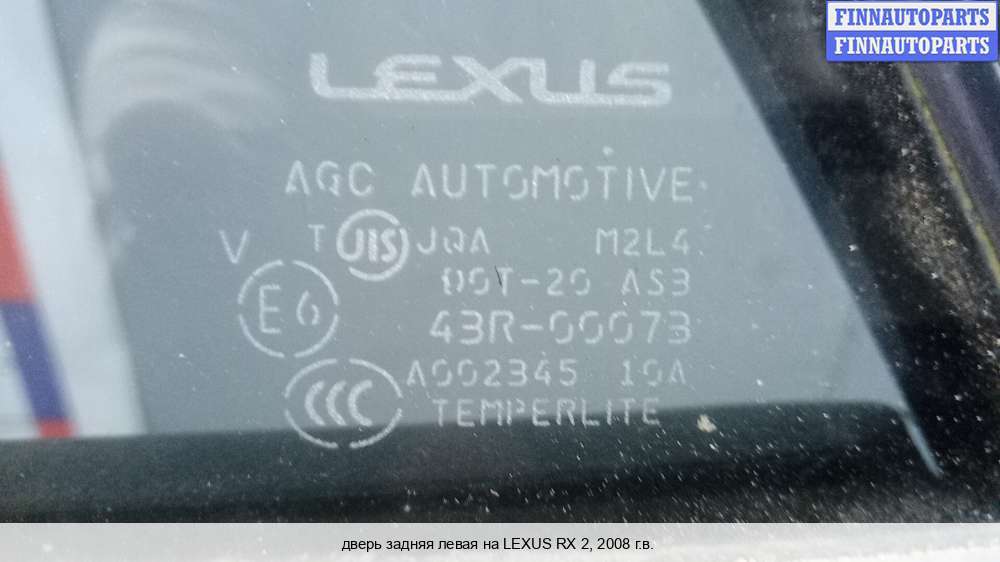 FINNAUTOPARTS
FINNAUTOPARTS
LEXUS
AGC AUTOMOTIVE
V T JIS JQA M2L4
E6 DOT-20 AS3
43R-00073
CCC A002345 10A
TEMPERLITE
дверь задняя левая на LEXUS RX 2, 2008 г.в.